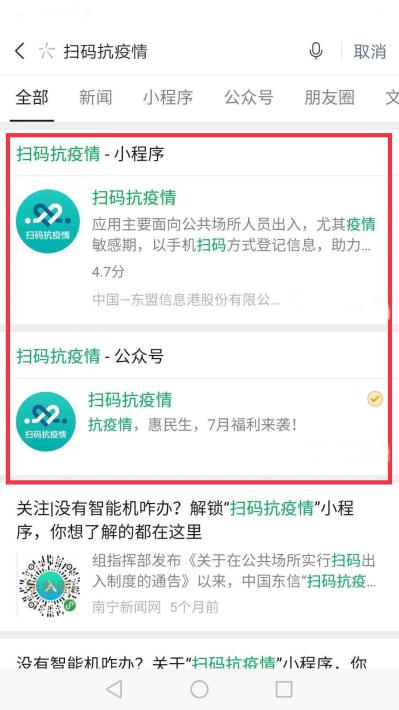 扫码抗疫情
取消
全部 新闻 小程序 公众号 朋友圈 文
扫码抗疫情 - 小程序
扫码抗疫情
扫码抗疫情
应用主要面向公共场所人员出入，尤其疫情
敏感期，以手机扫码方式登记信息，助力...
4.7分
中国—东盟信息港股份有限公...
扫码抗疫情 - 公众号
扫码抗疫情
扫码抗疫情
抗疫情，惠民生，7月福利来袭！
关注|没有智能机咋办？解锁“扫码抗疫情”小程
序，你想了解的都在这里
组指挥部发布《关于在公共场所实行扫码出
入制度的通告》以来，中国东信“扫码抗疫...
南宁新闻网 5个月前
没有智能机咋办？关于“扫码抗疫情”小程序，你